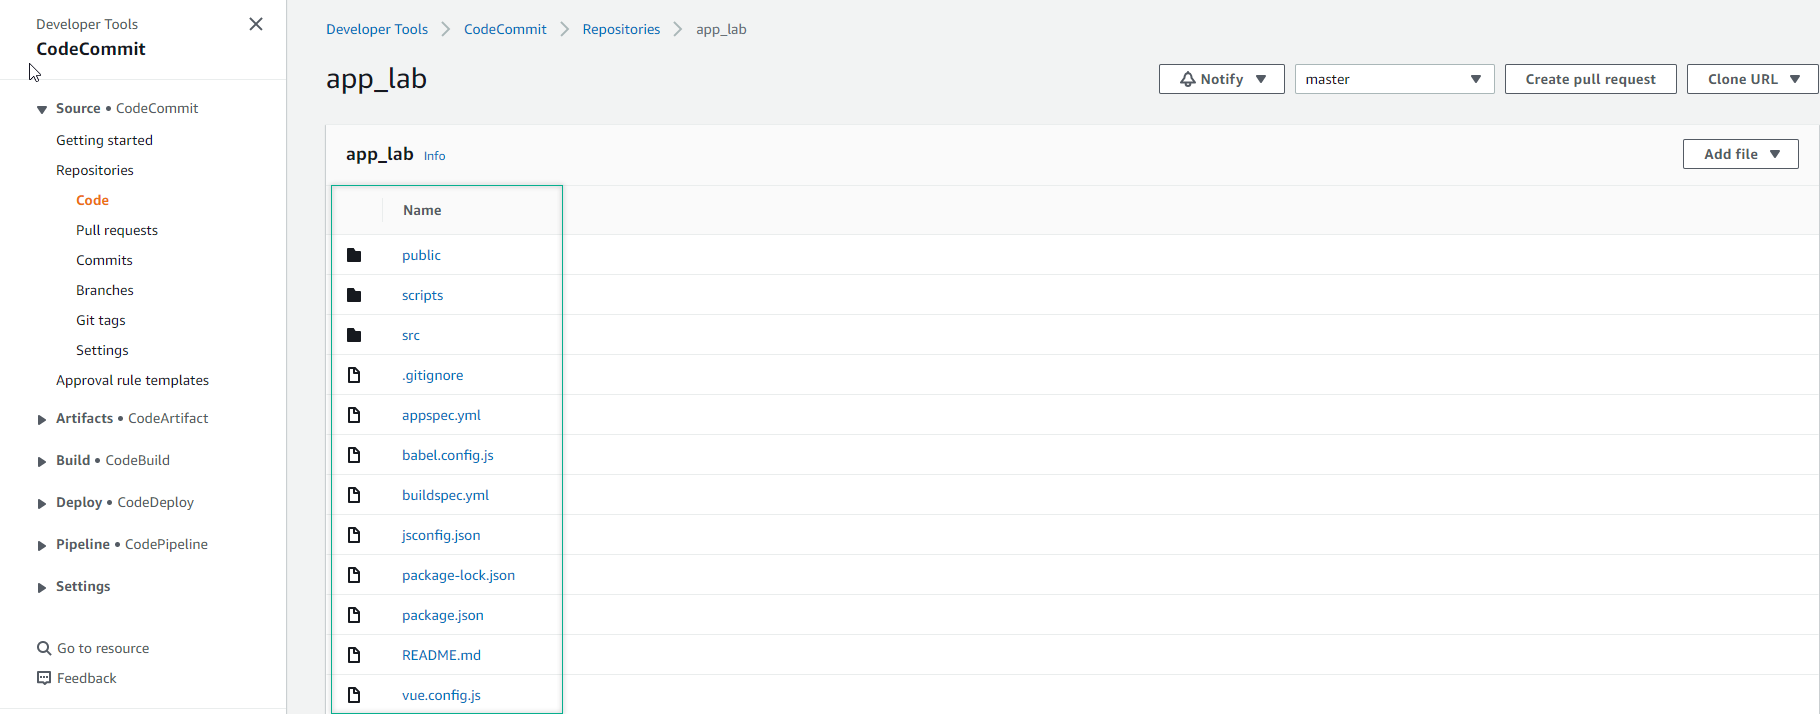 Developer Tools
CodeCommit
Source • CodeCommit
Getting started
Repositories
Code
Pull requests
Commits
Branches
Git tags
Settings
Approval rule templates
Artifacts • CodeArtifact
Build • CodeBuild
Deploy • CodeDeploy
Pipeline • CodePipeline
Settings
Go to resource
Feedback
Developer Tools > CodeCommit > Repositories > app_lab
app_lab
Notify master Create pull request Clone URL
app_lab Info Add file
Name
public
scripts
src
.gitignore
appspec.yml
babel.config.js
buildspec.yml
jsconfig.json
package-lock.json
package.json
README.md
vue.config.js